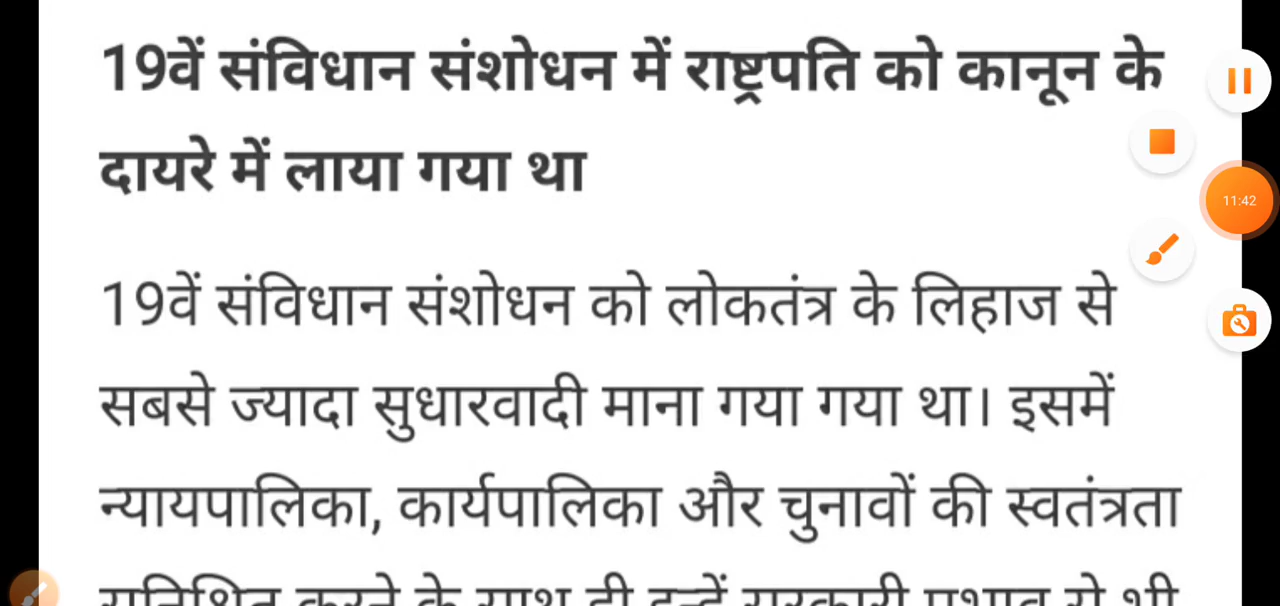 19वें संविधान संशोधन में राष्ट्रपति को कानून के
दायरे में लाया गया था
11:42
19वें संविधान संशोधन को लोकतंत्र के लिहाज से
सबसे ज्यादा सुधारवादी माना गया गया था। इसमें
न्यायपालिका, कार्यपालिका और चुनावों की स्वतंत्रता